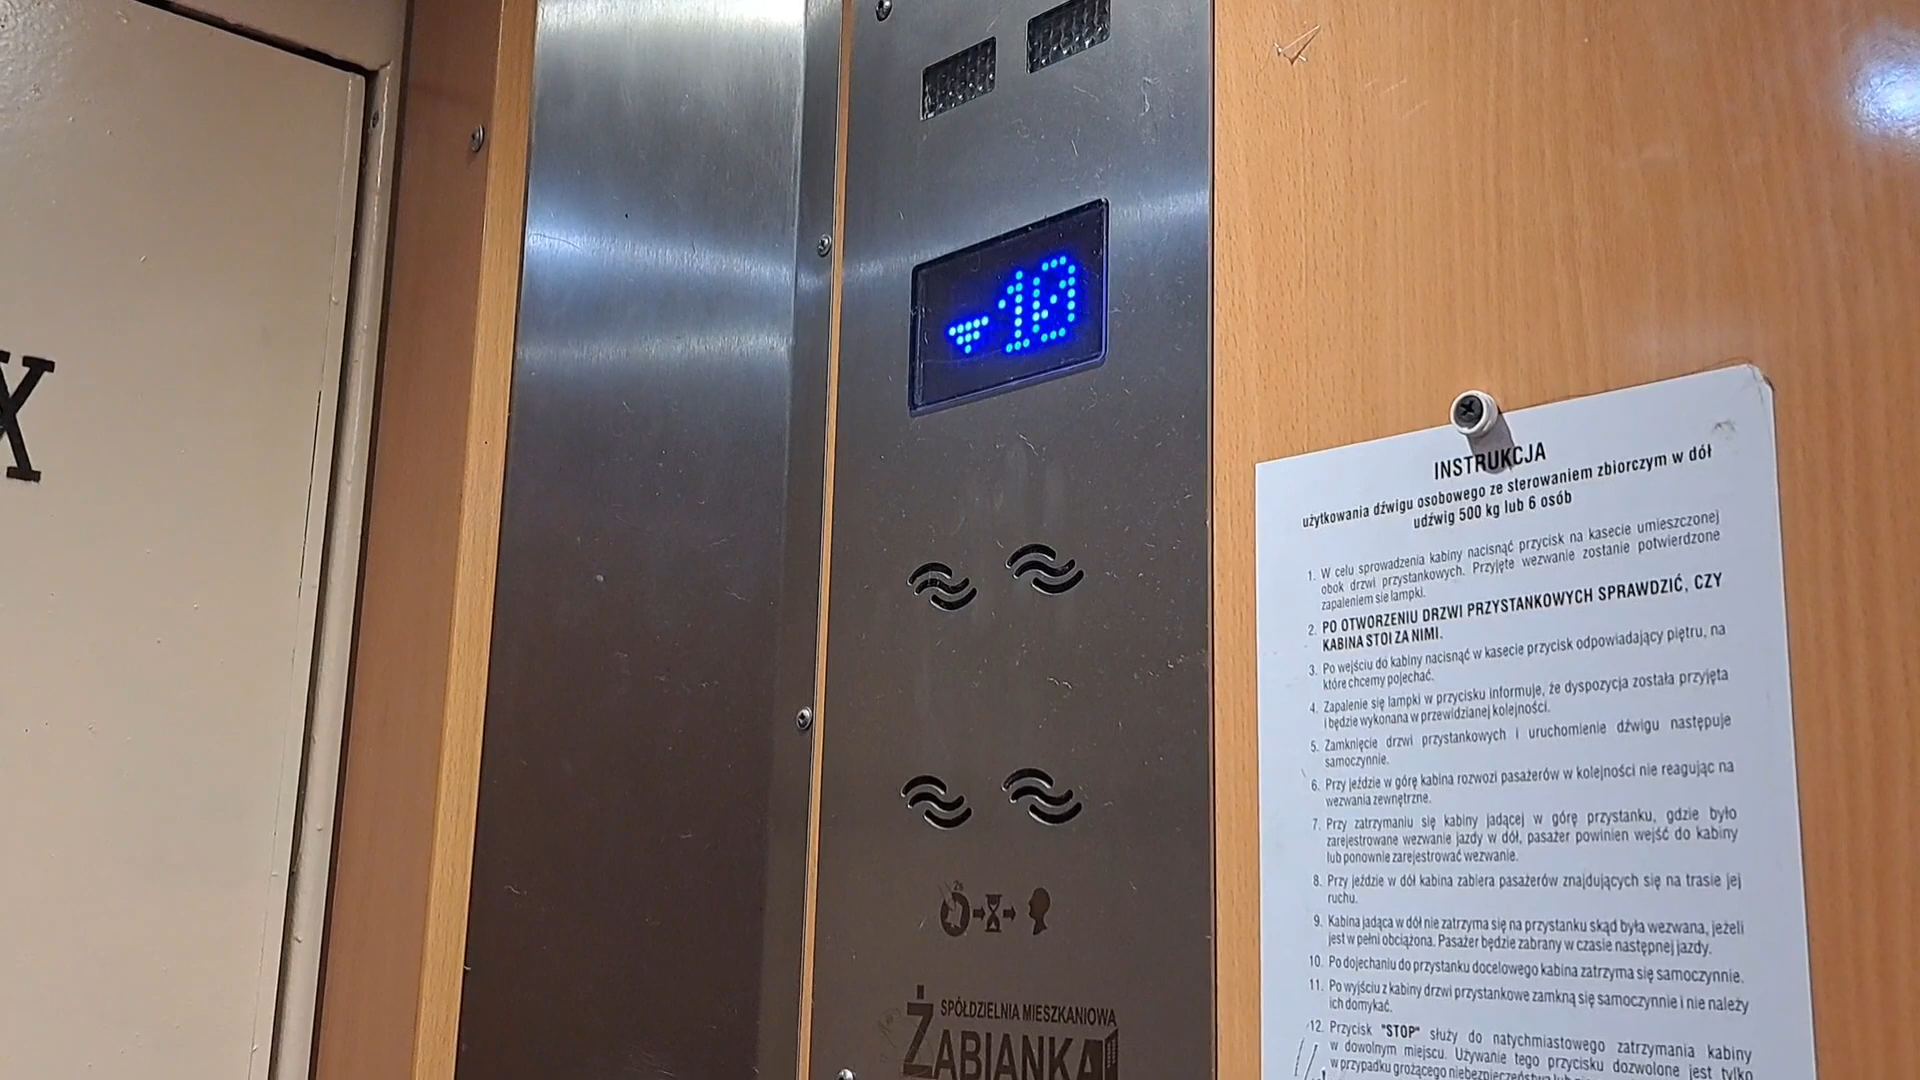 X
10
INSTRUKCJA
użytkowania dźwigu osobowego ze sterowaniem zbiorczym w dół
udźwig 500 kg lub 6 osób
1. W celu sprowadzenia kabiny nacisnąć przycisk na kasecie umieszczonej
obok drzwi przystankowych. Przyjęte wezwanie zostanie potwierdzone
zapaleniem sie lampki.
2. PO OTWORZENIU DRZWI PRZYSTANKOWYCH SPRAWDZIĆ, CZY
KABINA STOI ZA NIMI.
3. Po wejściu do kabiny nacisnąć w kasecie przycisk odpowiadający piętru, na
które chcemy pojechać.
4. Zapalenie się lampki w przycisku informuje, że dyspozycja została przyjęta
i będzie wykonana w przewidzianej kolejności.
5. Zamknięcie drzwi przystankowych i uruchomienie dźwigu następuje
samoczynnie.
6. Przy jeździe w górę kabina rozwozi pasażerów w kolejności nie reagując na
wezwania zewnętrzne.
7. Przy zatrzymaniu się kabiny jadącej w górę przystanku, gdzie było
zarejestrowane wezwanie jazdy w dół, pasażer powinien wejść do kabiny
lub ponownie zarejestrować wezwanie.
8. Przy jeździe w dół kabina zabiera pasażerów znajdujących się na trasie jej
ruchu.
9. Kabina jadąca w dół nie zatrzyma się na przystanku skąd była wezwana, jeżeli
jest w pełni obciążona. Pasażer będzie zabrany w czasie następnej jazdy.
10. Po dojechaniu do przystanku docelowego kabina zatrzyma się samoczynnie.
11. Po wyjściu z kabiny drzwi przystankowe zamkną się samoczynnie i nie należy
ich domykać.
12. Przycisk "STOP" służy do natychmiastowego zatrzymania kabiny
w dowolnym miejscu. Używanie tego przycisku dozwolone jest tylko
w przypadku grożącego niebezpieczeństwa lub
2s
SPÓŁDZIELNIA MIESZKANIOWA
ŻABIANKA